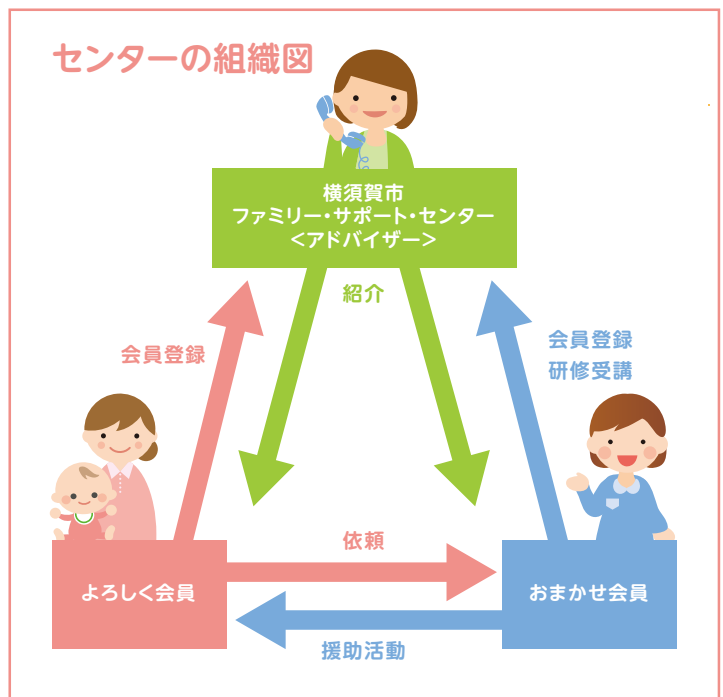 センターの組織図
横須賀市
ファミリー・サポート・センター
＜アドバイザー＞
紹介
会員登録
会員登録
研修受講
依頼
よろしく会員
おまかせ会員
援助活動